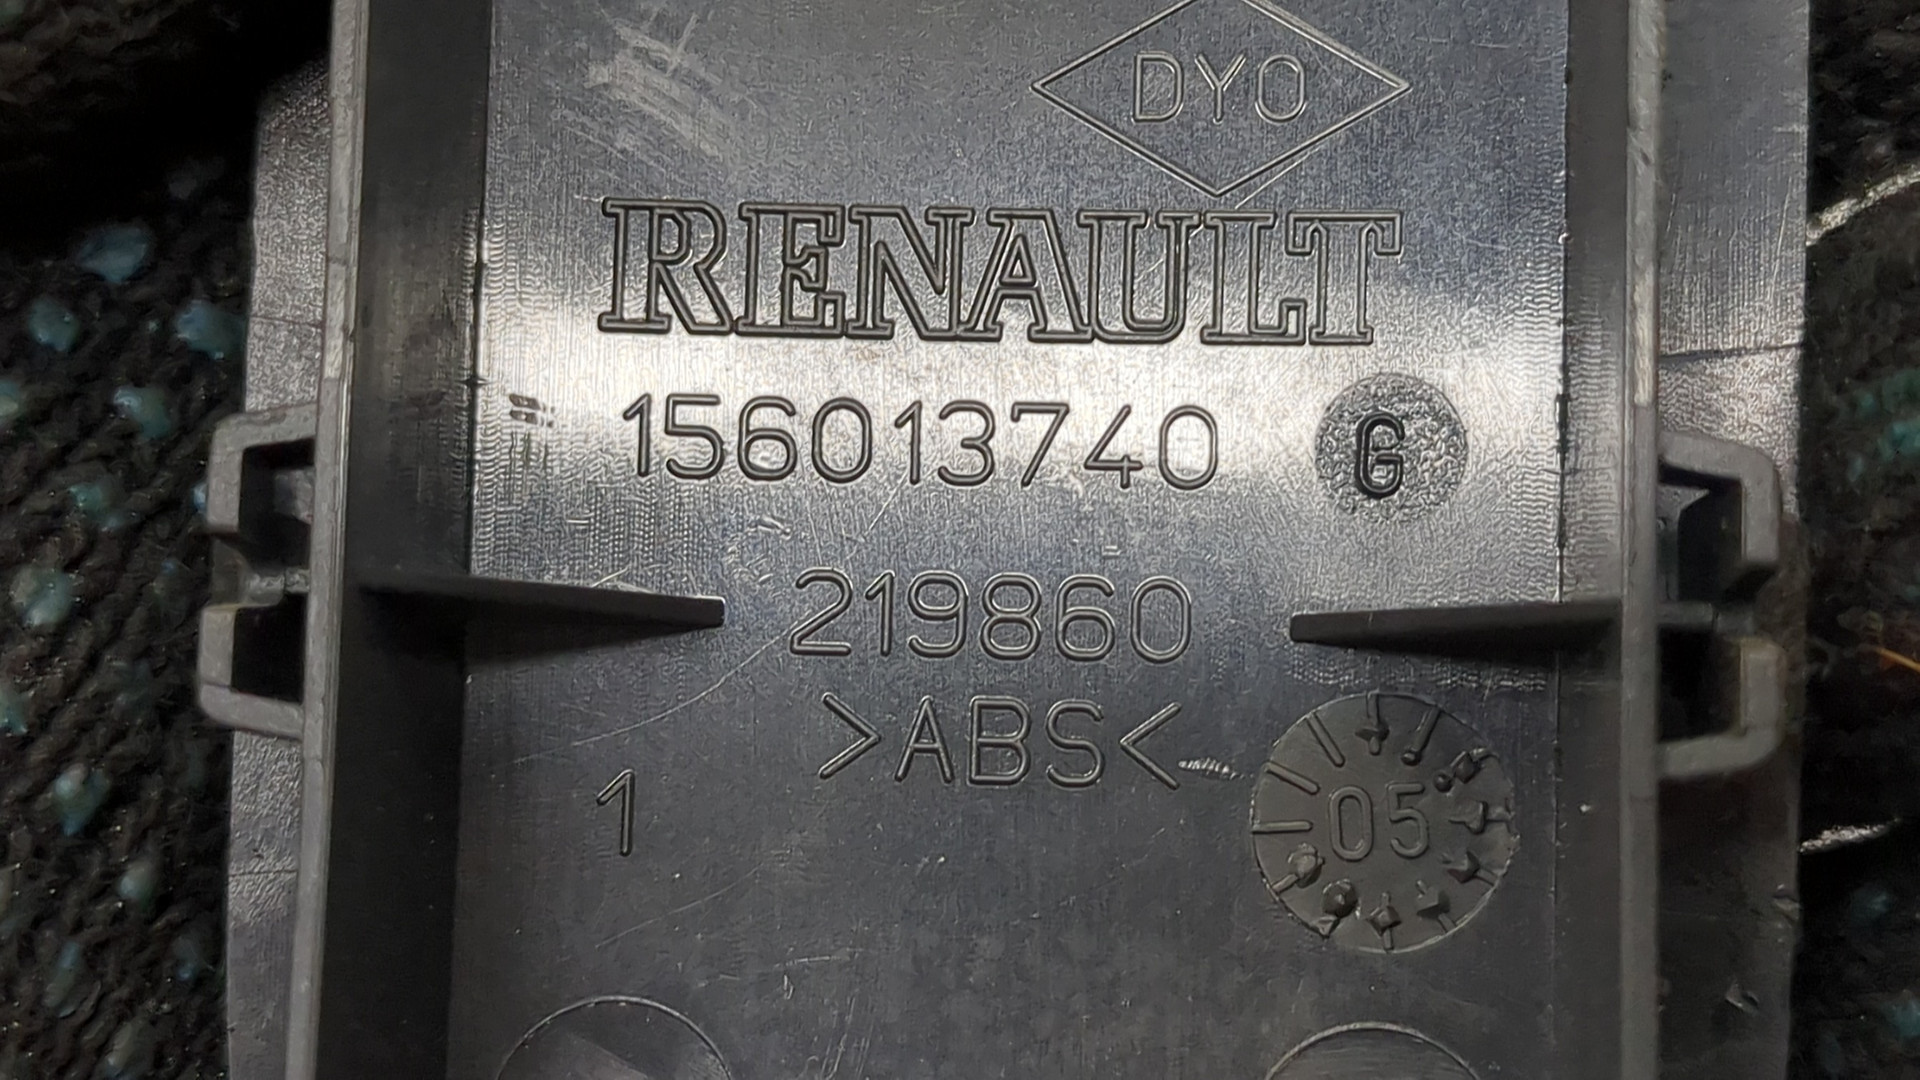 DYO
RENAULT
156013740 G
219860
>ABS<
1
05